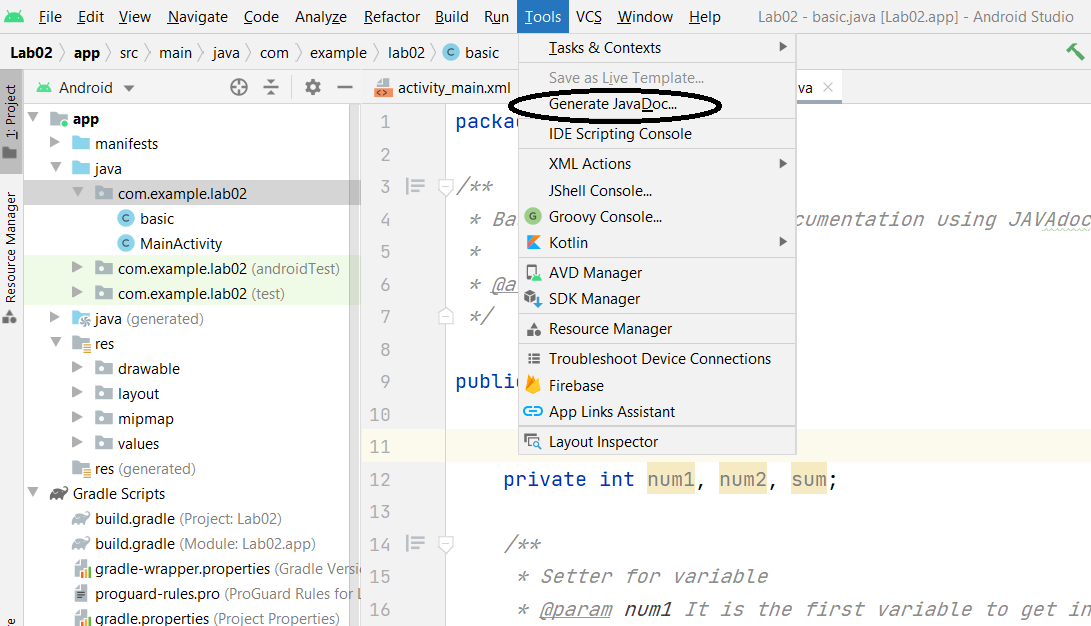 File Edit View Navigate Code Analyze Refactor Build Run Tools VCS Window Help Lab02 - basic.java [Lab02.app] - Android Studio
Lab02 app src main java com example lab02 C basic
Android
activity_main.xml
va
1: Project
Resource Manager
app
manifests
java
com.example.lab02
C basic
C MainActivity
com.example.lab02 (androidTest)
com.example.lab02 (test)
java (generated)
res
drawable
layout
mipmap
values
res (generated)
Gradle Scripts
build.gradle (Project: Lab02)
build.gradle (Module: Lab02.app)
gradle-wrapper.properties (Gradle Versi
proguard-rules.pro (ProGuard Rules for L
gradle.properties (Project Properties)
Tasks & Contexts
Save as Live Template...
Generate JavaDoc...
IDE Scripting Console
XML Actions
JShell Console...
G Groovy Console...
Kotlin
AVD Manager
SDK Manager
Resource Manager
Troubleshoot Device Connections
Firebase
App Links Assistant
Layout Inspector
1 packa
2
3 /**
4 * Ba cumentation using JAVAdoc
5 *
6 * @a
7 */
8
9 publi
10
11
12 private int num1, num2, sum;
13
14 /**
15 * Setter for variable
16 * @param num1 It is the first variable to get in